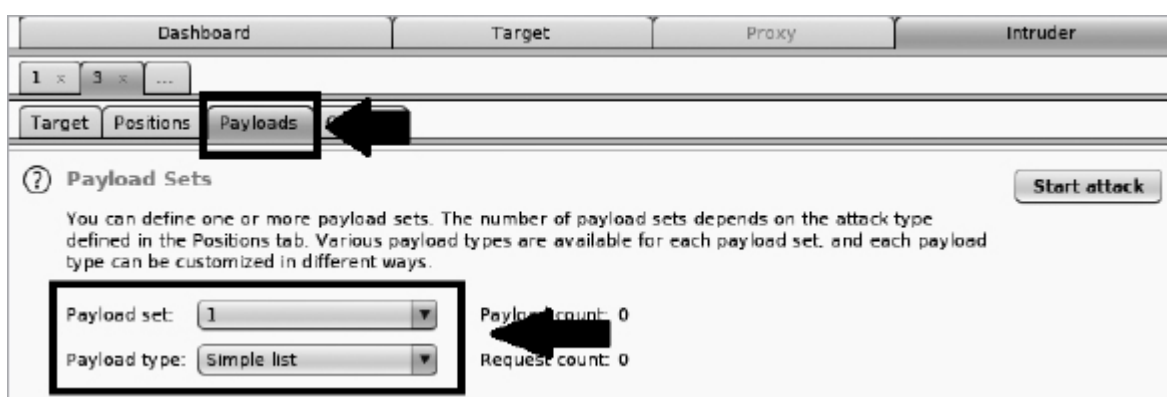 Dashboard Target Proxy Intruder
1 × 3 × ...
Target Positions Payloads
? Payload Sets
Start attack
You can define one or more payload sets. The number of payload sets depends on the attack type
defined in the Positions tab. Various payload types are available for each payload set, and each payload
type can be customized in different ways.
Payload set: 1 Payload count: 0
Payload type: Simple list Request count: 0